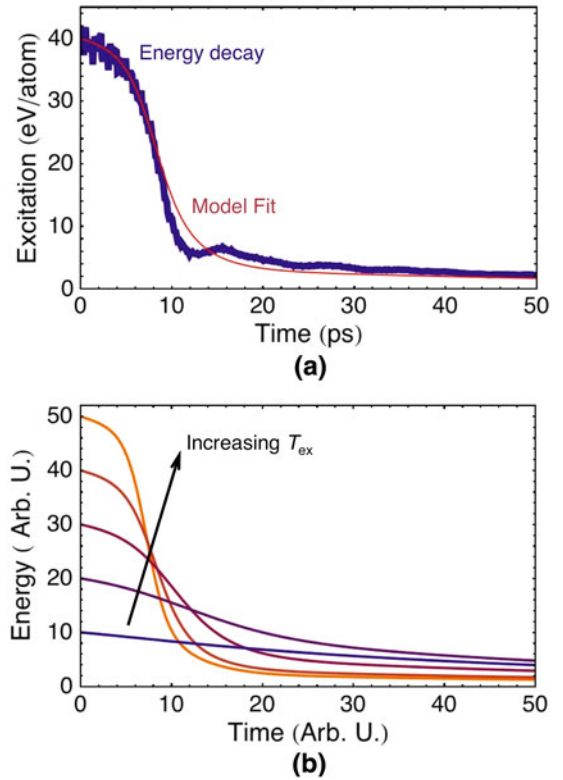 40
30
20
10
0
Excitation (eV/atom)
Energy decay
Model Fit
0 10 20 30 40 50
Time (ps)
(a)
50
40
30
20
10
0
Energy ( Arb. U.)
Increasing T_ex
0 10 20 30 40 50
Time (Arb. U.)
(b)